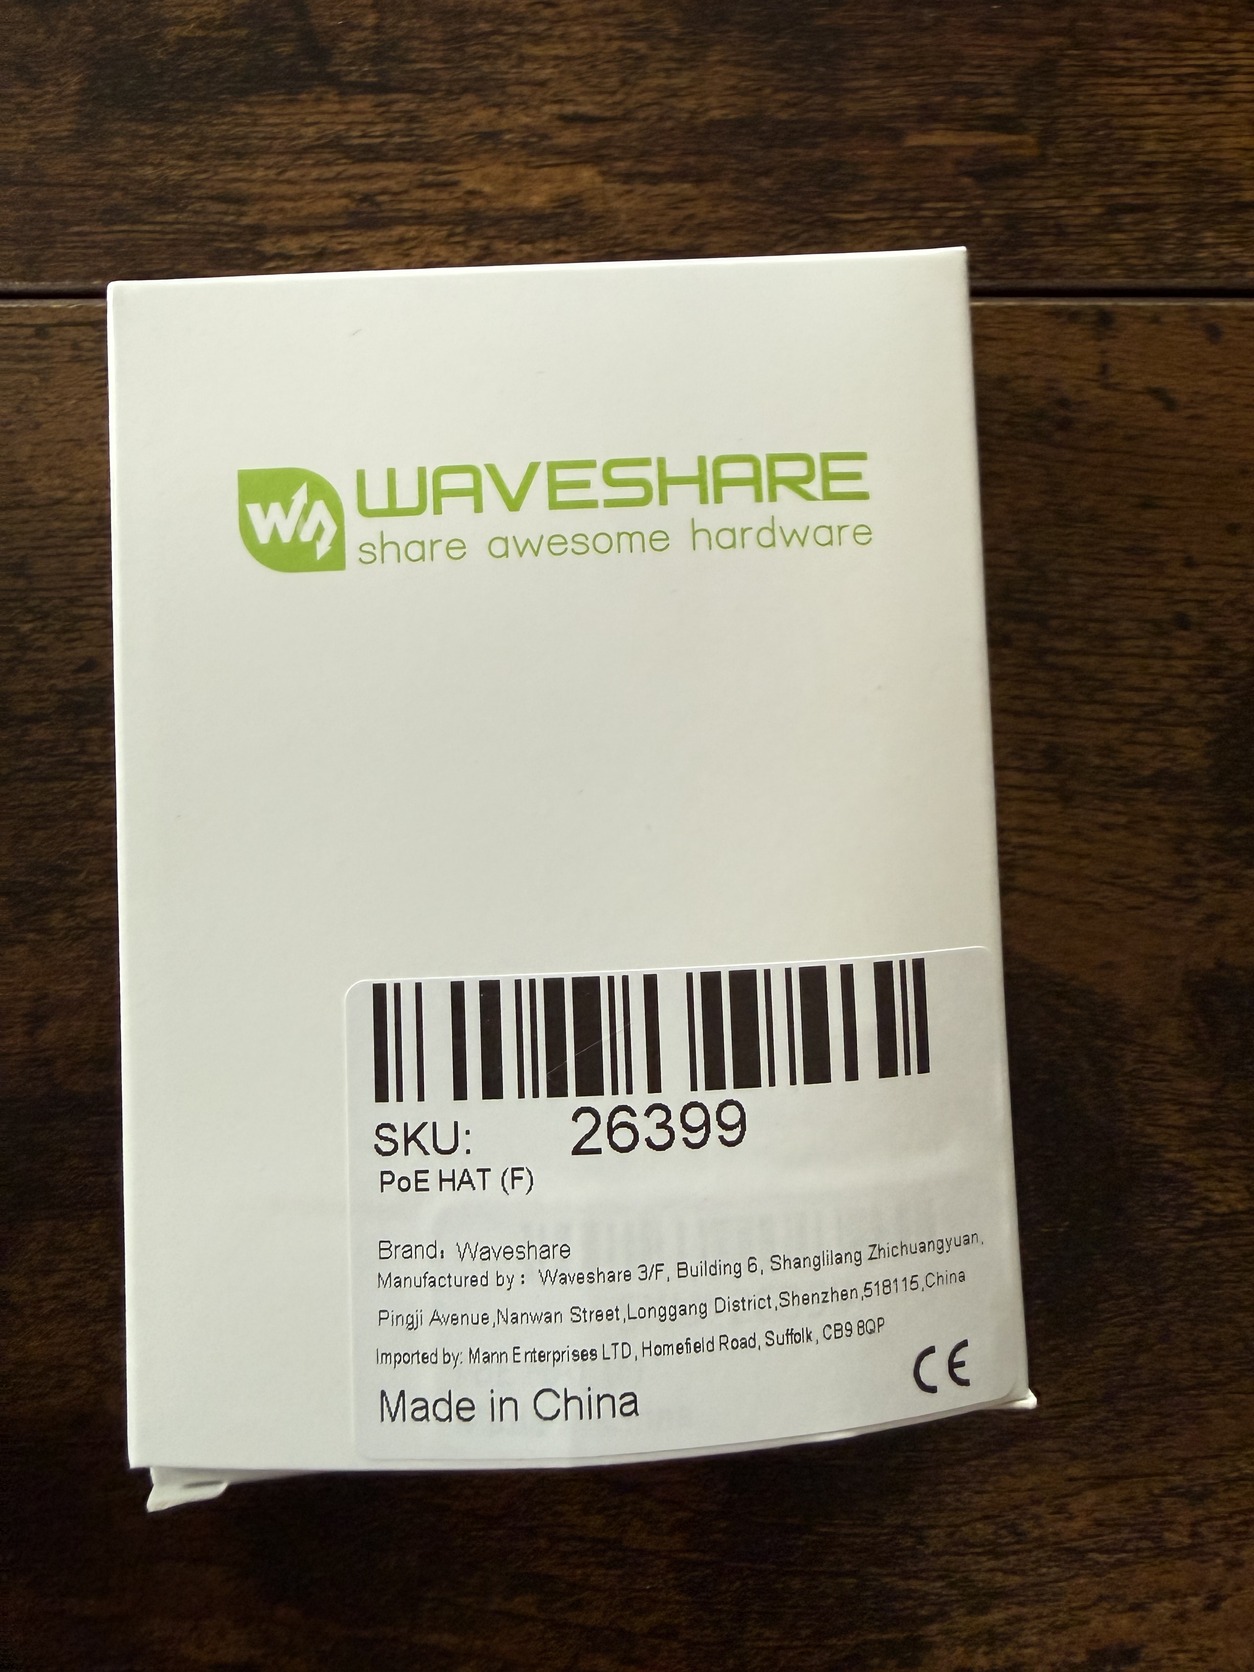 WAVESHARE
share awesome hardware
SKU: 26399
PoE HAT (F)
Brand: Waveshare
Manufactured by: Waveshare 3/F, Building 6, Shanglilang Zhichuangyuan,
Pingji Avenue,Nanwan Street,Longgang District,Shenzhen,518115,China
Imported by: Mann Enterprises LTD, Homefield Road, Suffolk, CB9 8QP
Made in China
CE